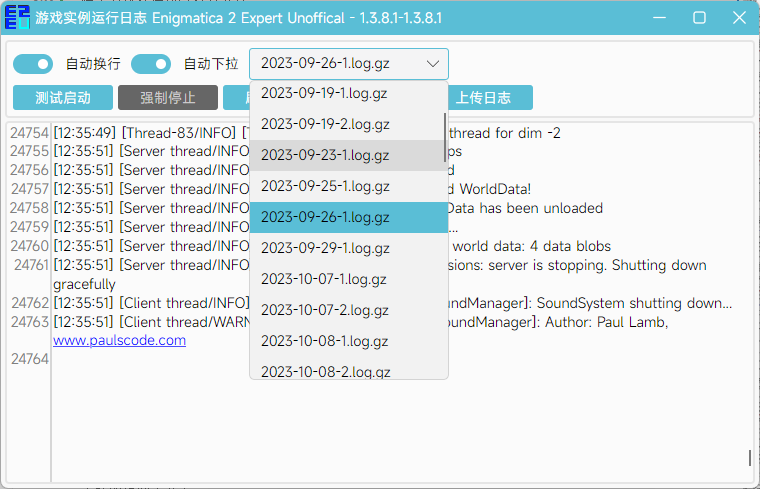 游戏实例运行日志 Enigmatica 2 Expert Unoffical - 1.3.8.1-1.3.8.1
自动换行 自动下拉 2023-09-26-1.log.gz
测试启动 强制停止 上传日志
2023-09-19-1.log.gz
2023-09-19-2.log.gz
2023-09-23-1.log.gz
2023-09-25-1.log.gz
2023-09-26-1.log.gz
2023-09-29-1.log.gz
2023-10-07-1.log.gz
2023-10-07-2.log.gz
2023-10-08-1.log.gz
2023-10-08-2.log.gz
24754 [12:35:49] [Thread-83/INFO] [ thread for dim -2
24755 [12:35:51] [Server thread/INFO ps
24756 [12:35:51] [Server thread/INFO d
24757 [12:35:51] [Server thread/INFO d WorldData!
24758 [12:35:51] [Server thread/INFO Data has been unloaded
24759 [12:35:51] [Server thread/INFO ...
24760 [12:35:51] [Server thread/INFO world data: 4 data blobs
24761 [12:35:51] [Server thread/INFO sions: server is stopping. Shutting down
gracefully
24762 [12:35:51] [Client thread/INFO] undManager]: SoundSystem shutting down...
24763 [12:35:51] [Client thread/WARN undManager]: Author: Paul Lamb,
www.paulscode.com
24764